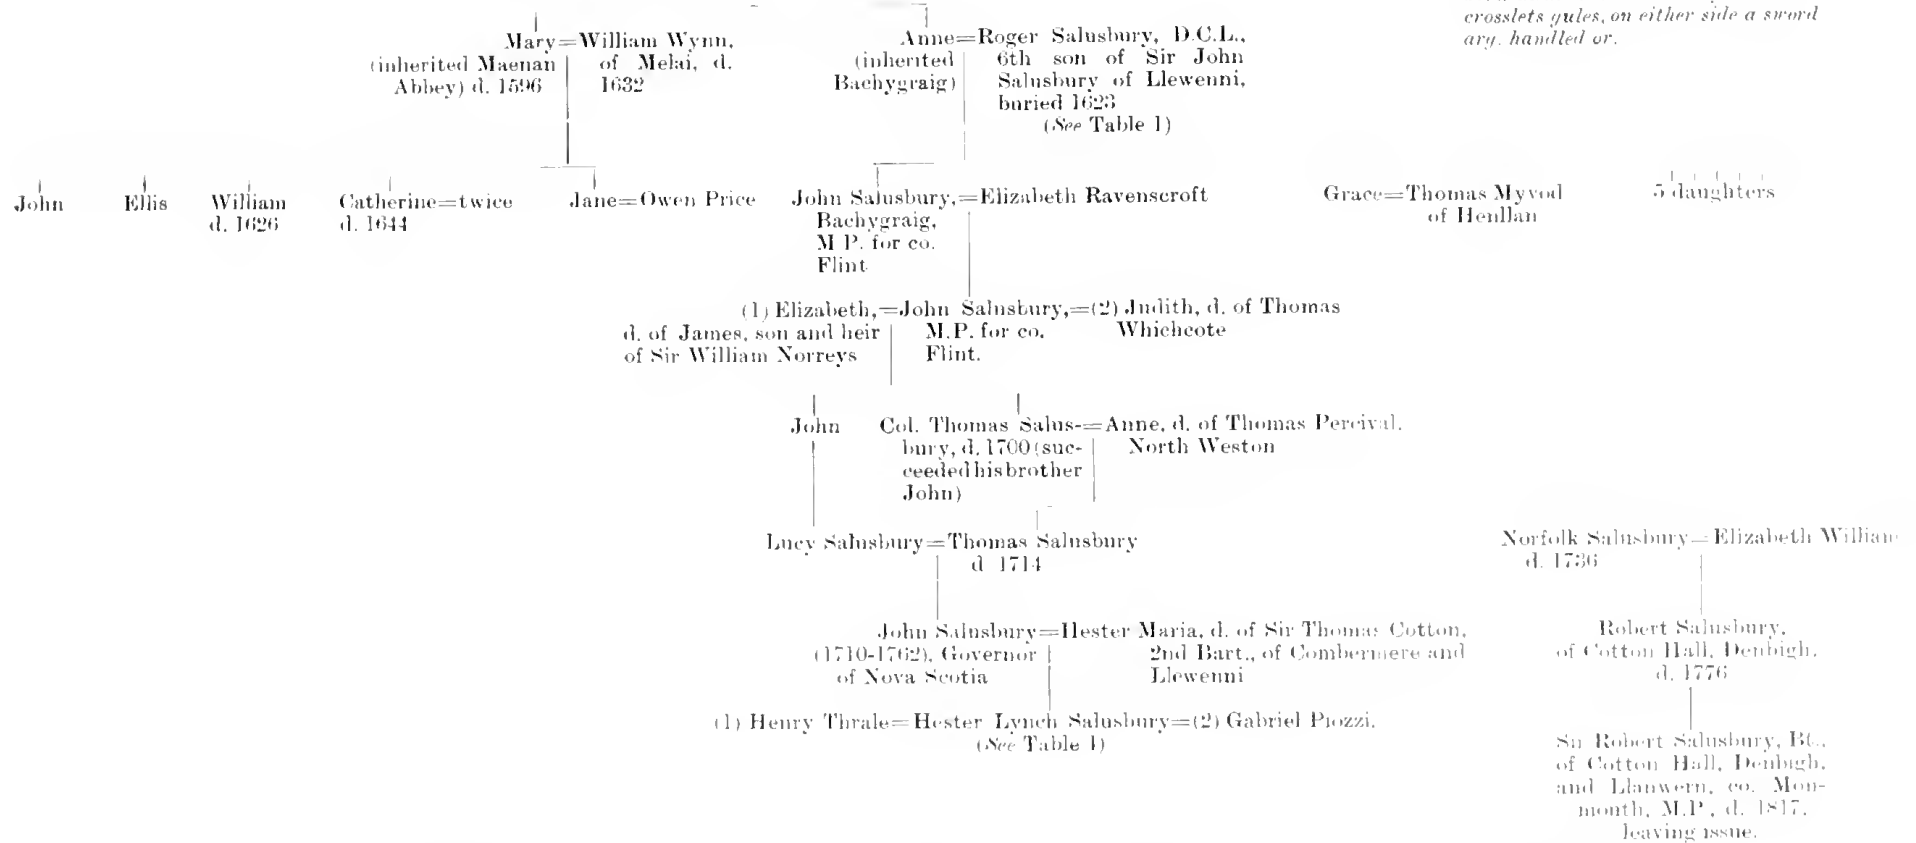 crosslets gules, on either side a sword
arg. handled or.
Mary=William Wynn,
(inherited Maenan of Melai, d.
Abbey) d. 1596 1632
Anne=Roger Salusbury, D.C.L.,
(inherited 6th son of Sir John
Bachygraig) Salusbury of Llewenni,
buried 1623
(See Table 1)
John
Ellis
William
d. 1626
Catherine=twice
d. 1644
Jane=Owen Price
John Salusbury,=Elizabeth Ravenscroft
Bachygraig,
M.P. for co.
Flint
Grace=Thomas Myvod
of Henllan
5 daughters
(1) Elizabeth,=John Salusbury,=(2) Judith, d. of Thomas
d. of James, son and heir M.P. for co. Whichcote
of Sir William Norreys Flint.
John
Col. Thomas Salus-=Anne, d. of Thomas Percival,
bury, d. 1700 (suc- North Weston
ceeded his brother
John)
Lucy Salusbury=Thomas Salusbury
d 1714
Norfolk Salusbury=Elizabeth William
d. 1736
John Salusbury=Hester Maria, d. of Sir Thomas Cotton,
(1710-1762), Governor 2nd Bart., of Combermere and
of Nova Scotia Llewenni
Robert Salusbury,
of Cotton Hall, Denbigh,
d. 1776
(1) Henry Thrale=Hester Lynch Salusbury=(2) Gabriel Piozzi.
(See Table 1)
Sir Robert Salusbury, Bt.,
of Cotton Hall, Denbigh,
and Llanwern, co. Mon-
mouth, M.P., d. 1817,
leaving issue.